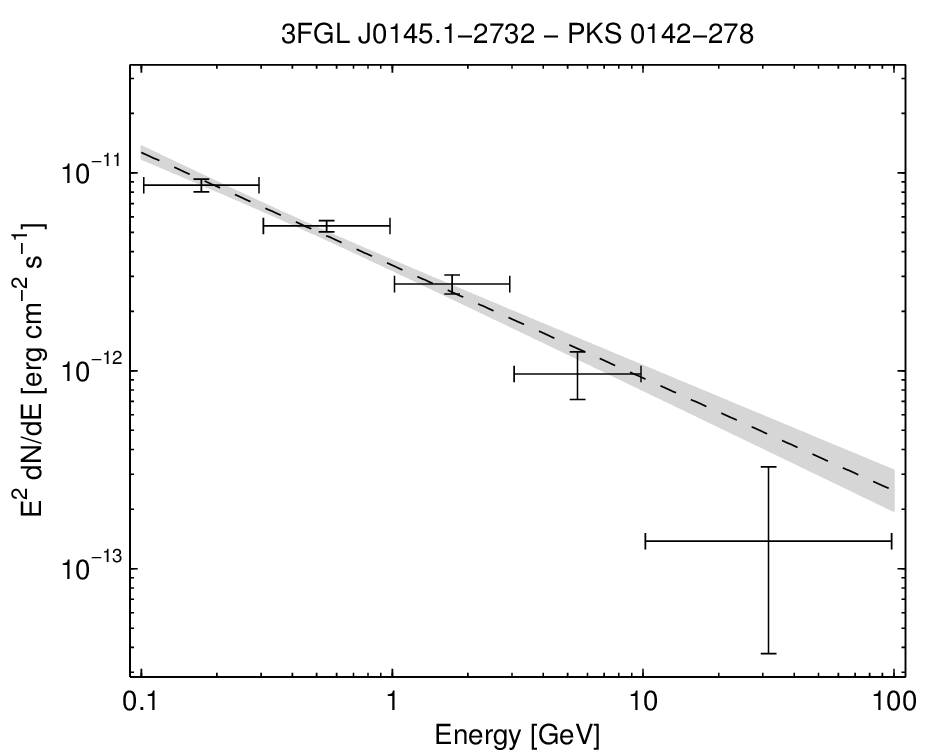 3FGL J0145.1−2732 − PKS 0142−278
E² dN/dE [erg cm⁻² s⁻¹]
10⁻¹¹
10⁻¹²
10⁻¹³
0.1 1 10 100
Energy [GeV]